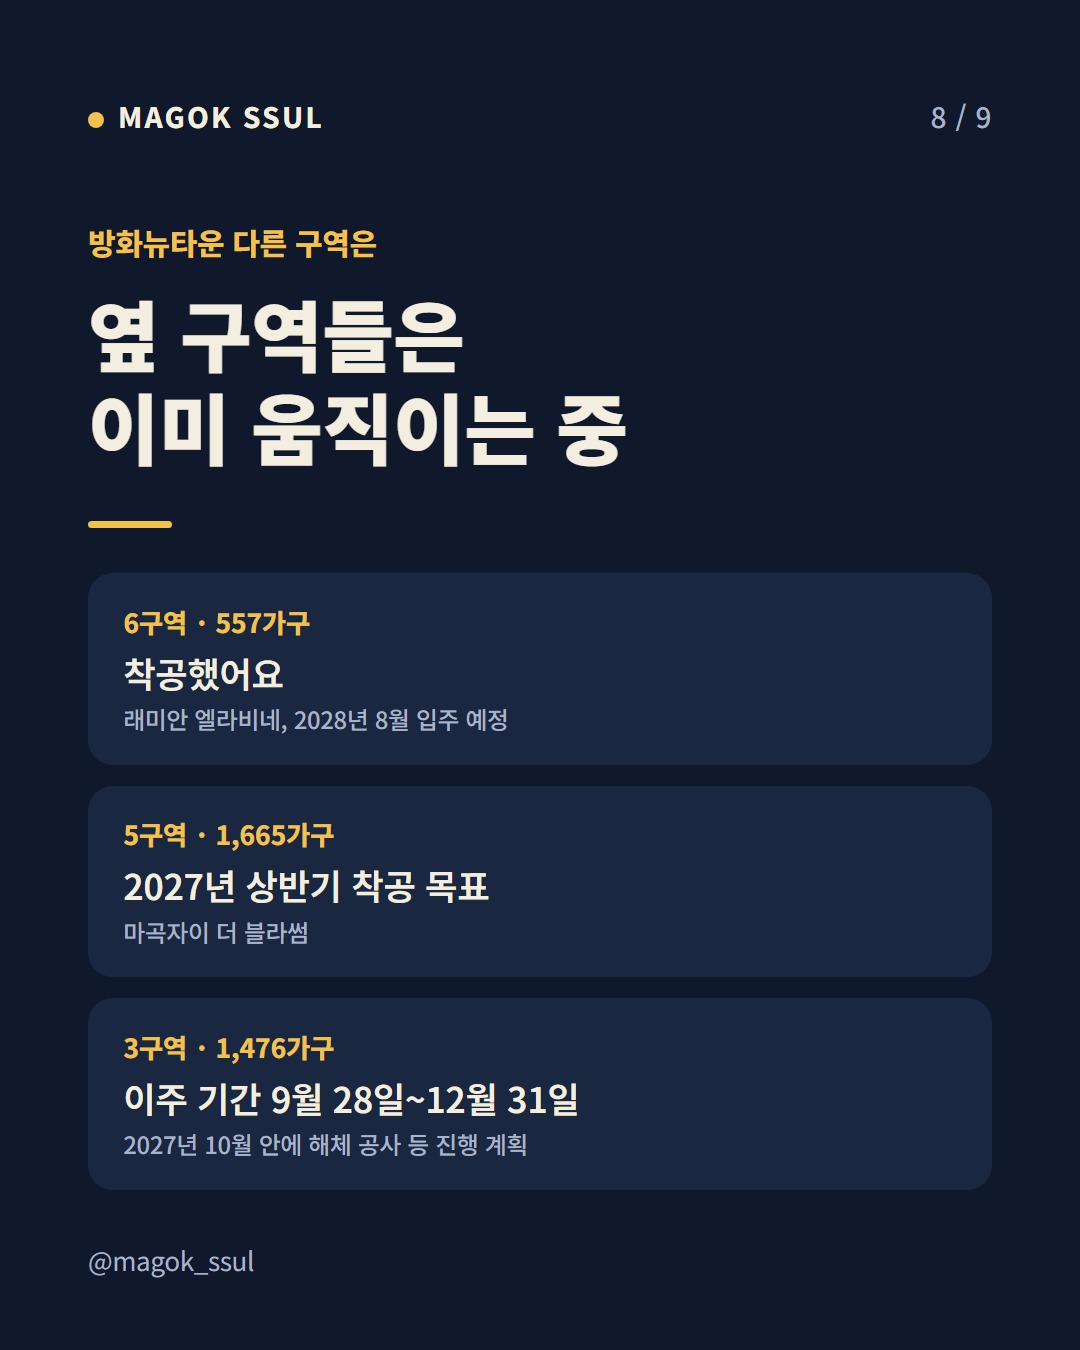 MAGOK SSUL
8 / 9
방화뉴타운 다른 구역은
옆 구역들은
이미 움직이는 중
6구역 · 557가구
착공했어요
래미안 엘라비네, 2028년 8월 입주 예정
5구역 · 1,665가구
2027년 상반기 착공 목표
마곡자이 더 블라썸
3구역 · 1,476가구
이주 기간 9월 28일~12월 31일
2027년 10월 안에 해체 공사 등 진행 계획
@magok_ssul